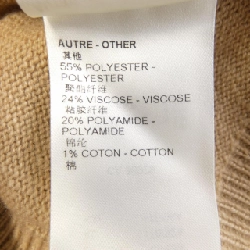 AUTRE - OTHER
其他
55% POLYESTER -
POLYESTER
聚酯纤维
24% VISCOSE - VISCOSE
粘胶纤维
20% POLYAMIDE -
POLYAMIDE
锦纶
1% COTON - COTTON
棉